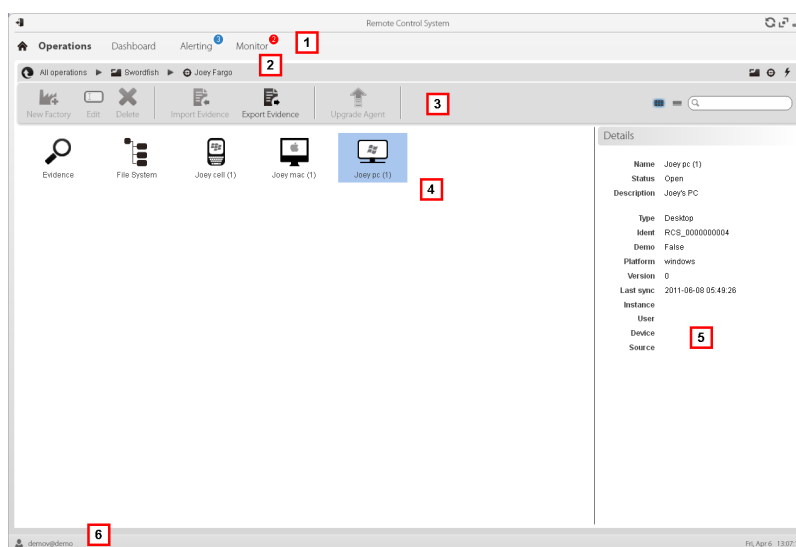 Remote Control System
Operations Dashboard Alerting 3 Monitor 2 1
2
All operations Swordfish Joey Fargo
New Factory Edit Delete Import Evidence Export Evidence Upgrade Agent 3
Evidence File System Joey cell (1) Joey mac (1) Joey pc (1)
4
Details
Name Joey pc (1)
Status Open
Description Joey's PC
Type Desktop
Ident RCS_0000000004
Demo False
Platform windows
Version 0
Last sync 2011-06-08 05:49:26
Instance
User
Device
Source
5
6
demov@demo Fri, Apr 6 13:07: